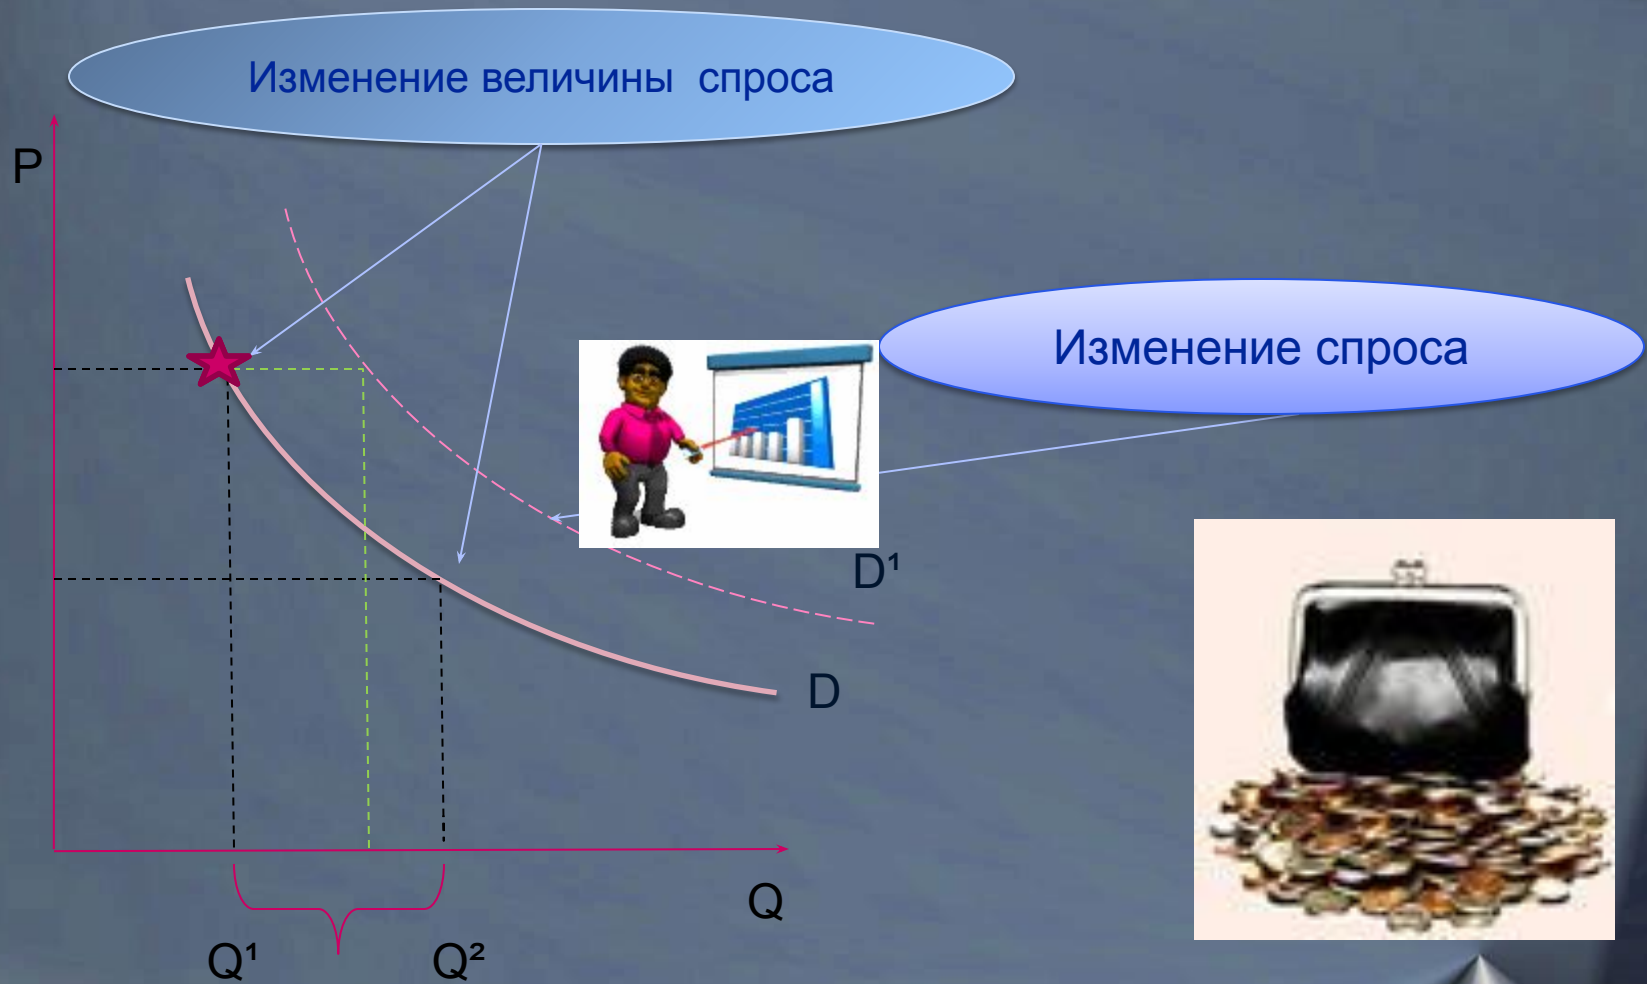 Изменение величины спроса
P
Изменение спроса
D¹
D
Q
Q¹
Q²